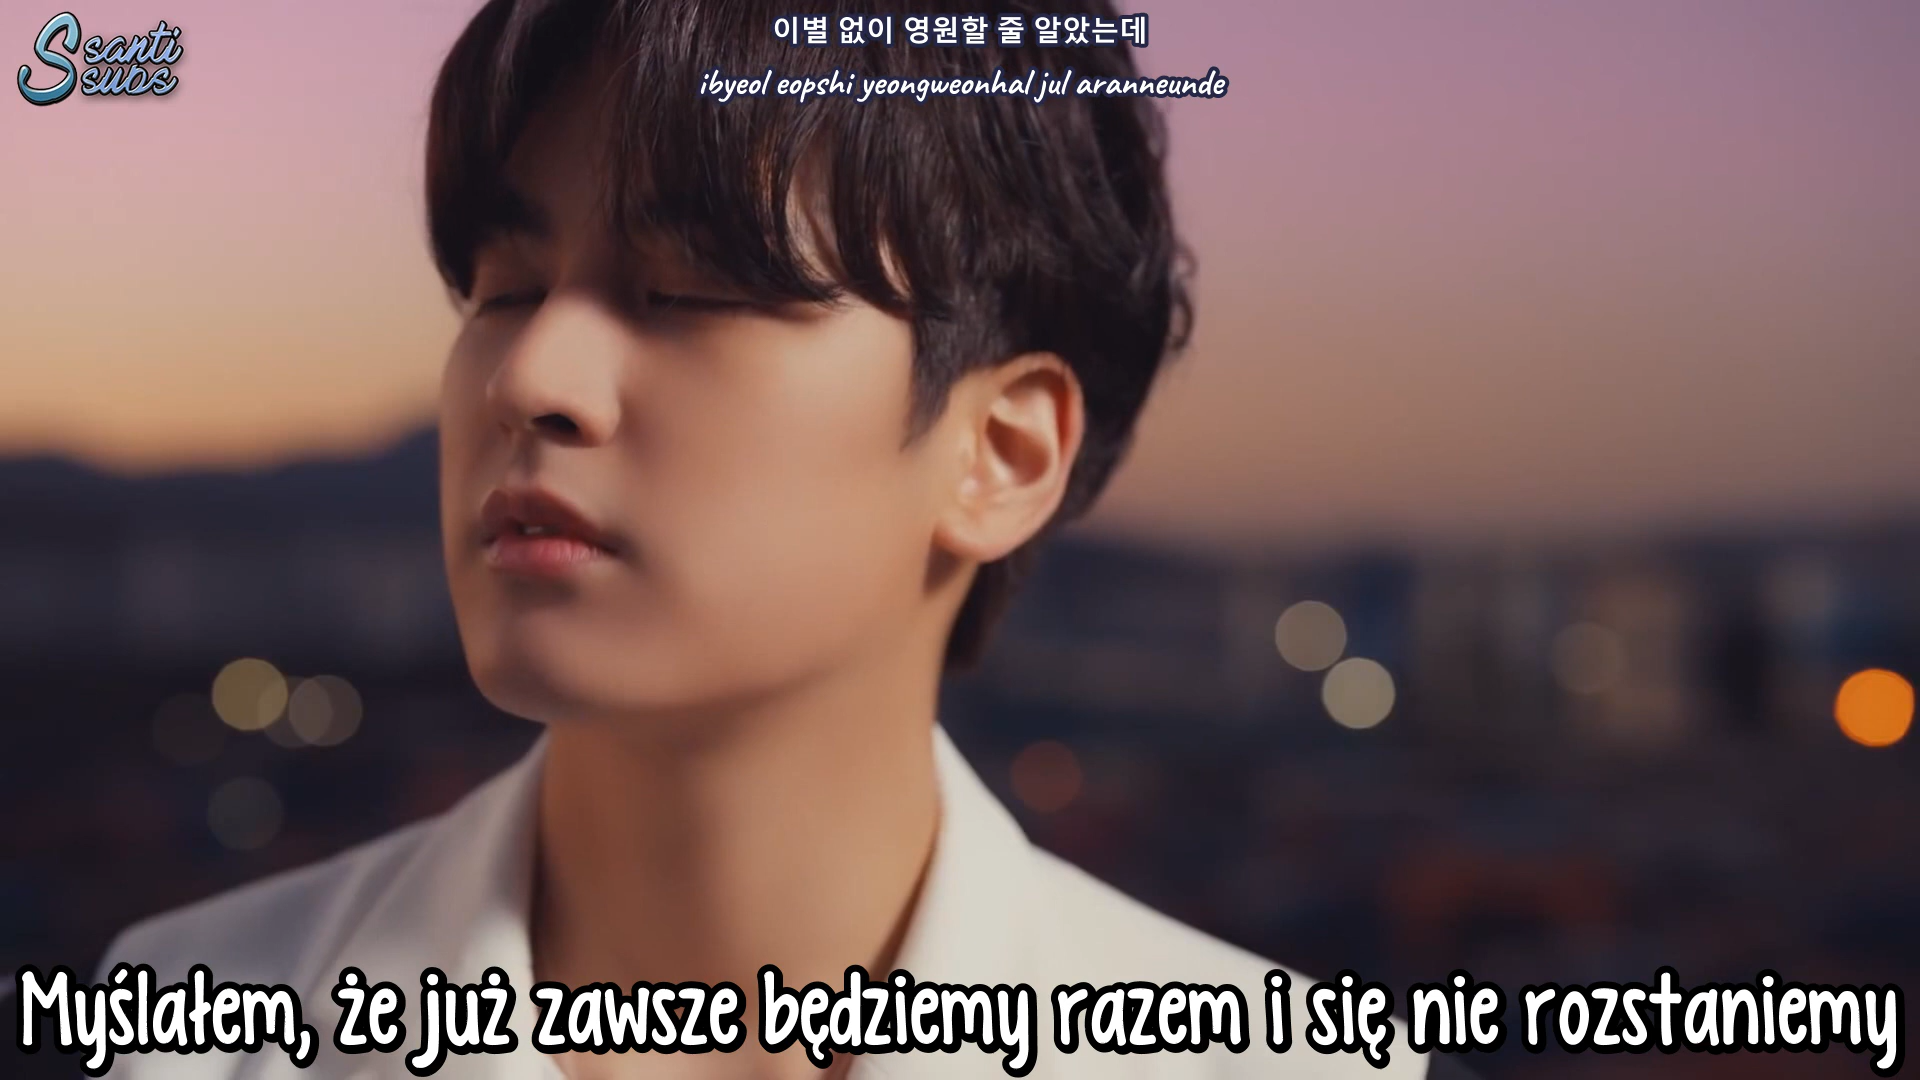 Ssanti
subs
이별 없이 영원할 줄 알았는데
ibyeol eopshi yeongweonhal jul aranneunde
Myślałem, że już zawsze będziemy razem i się nie rozstaniemy